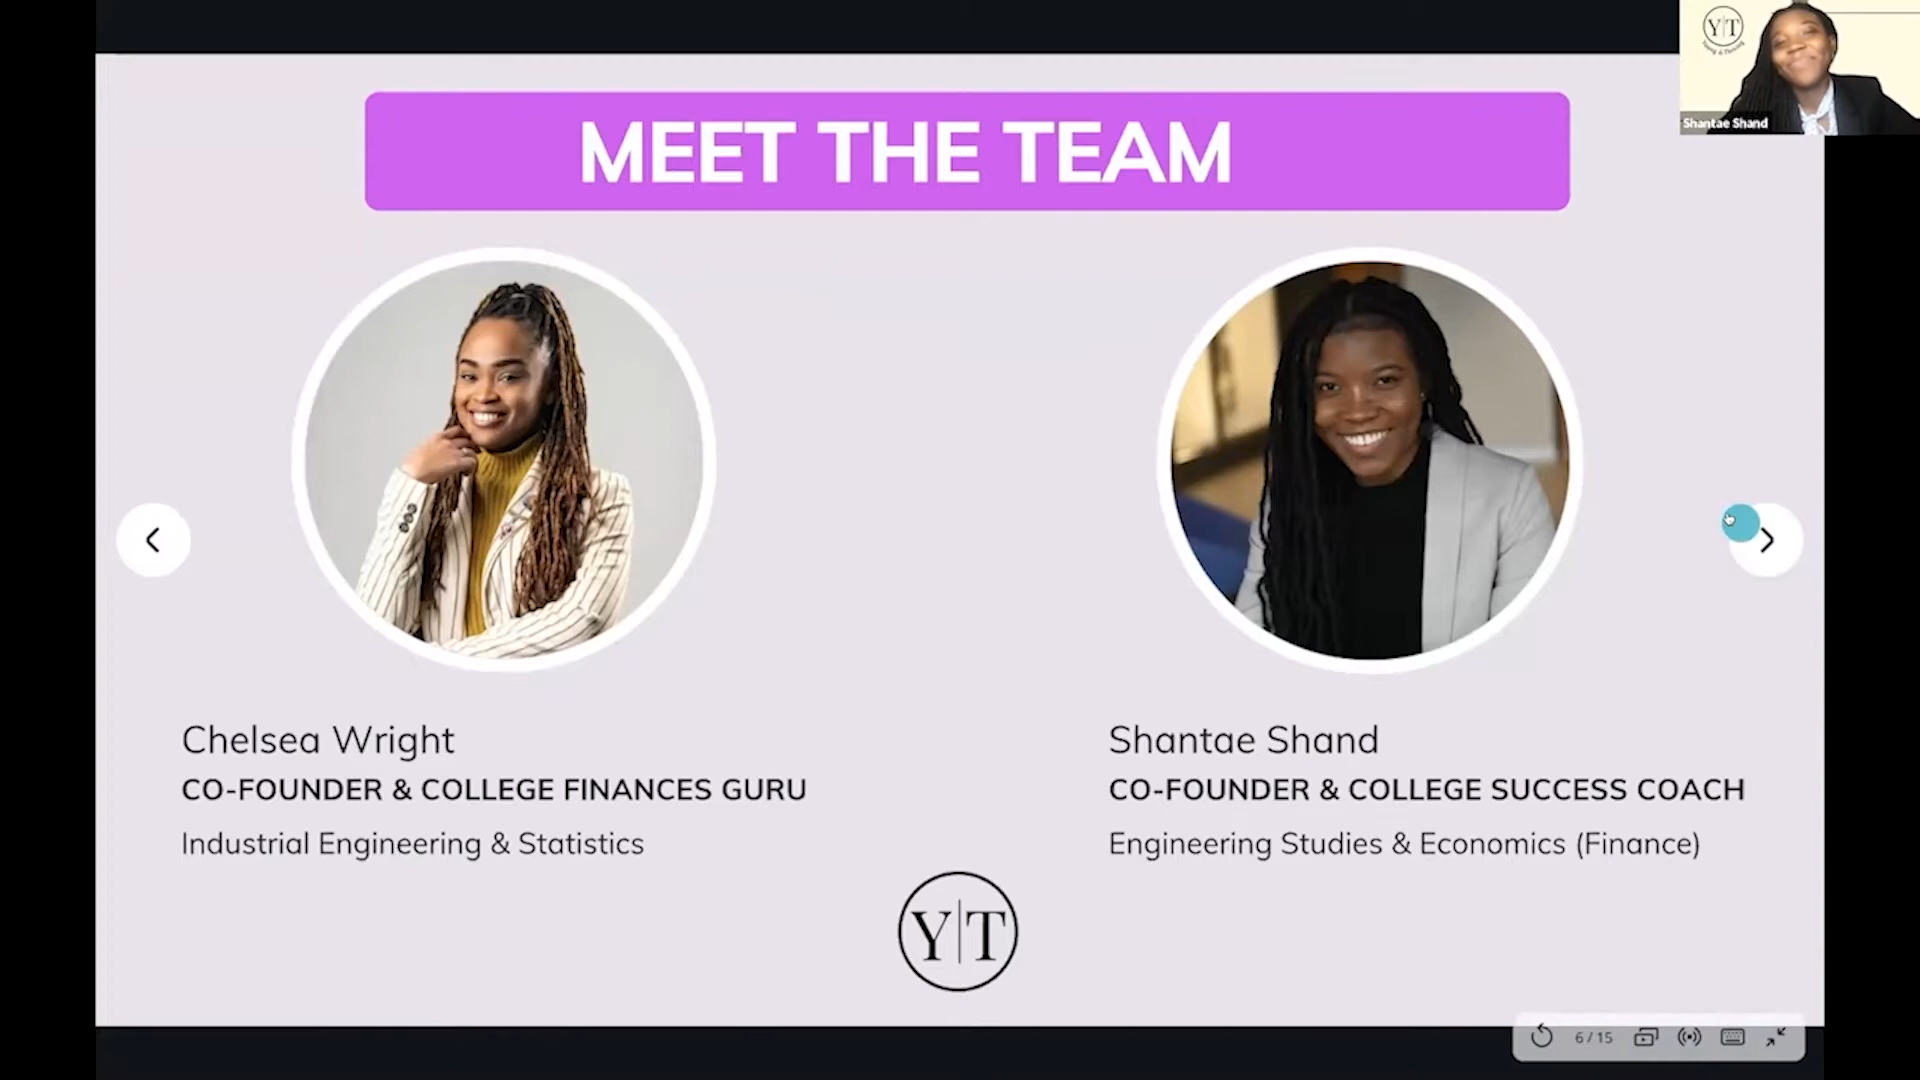 MEET THE TEAM
Y|T
Shantae Shand
Chelsea Wright
CO-FOUNDER & COLLEGE FINANCES GURU
Industrial Engineering & Statistics
Shantae Shand
CO-FOUNDER & COLLEGE SUCCESS COACH
Engineering Studies & Economics (Finance)
Y|T
6 / 15